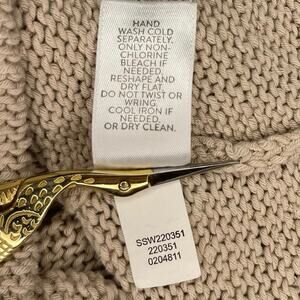 HAND
WASH COLD
SEPARATELY.
ONLY NON-
CHLORINE
BLEACH IF
NEEDED.
RESHAPE AND
DRY FLAT.
DO NOT TWIST OR
WRING.
COOL IRON IF
NEEDED.
OR DRY CLEAN.
SSW220351
220351
0204811